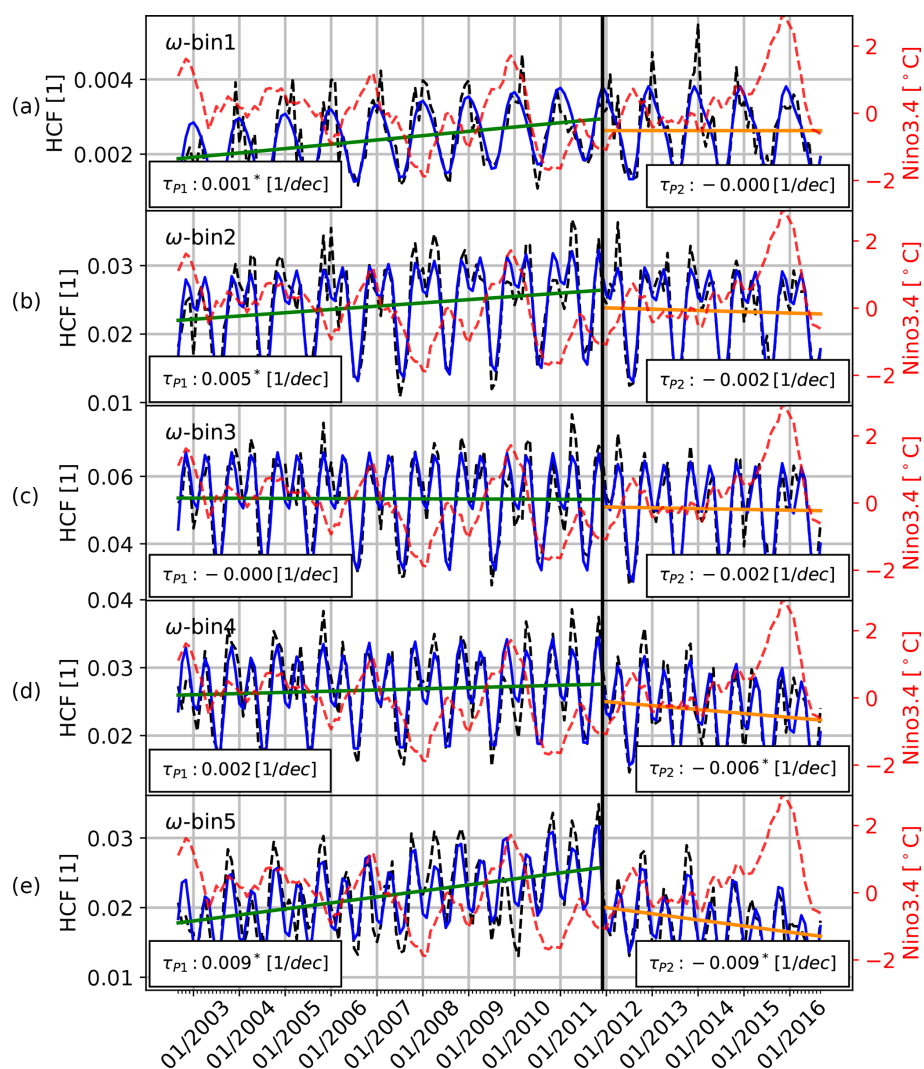 (a)
HCF [1]
0.004
0.002
ω-bin1
τP1 : 0.001* [1/dec]
τP2 : −0.000 [1/dec]
2
0
−2
Nino3.4 [°C]
(b)
HCF [1]
0.03
0.02
0.01
ω-bin2
τP1 : 0.005* [1/dec]
τP2 : −0.002 [1/dec]
2
0
−2
Nino3.4 [°C]
(c)
HCF [1]
0.06
0.04
ω-bin3
τP1 : −0.000 [1/dec]
τP2 : −0.002 [1/dec]
2
0
−2
Nino3.4 [°C]
(d)
HCF [1]
0.04
0.03
0.02
ω-bin4
τP1 : 0.002 [1/dec]
τP2 : −0.006* [1/dec]
2
0
−2
Nino3.4 [°C]
(e)
HCF [1]
0.03
0.02
0.01
ω-bin5
τP1 : 0.009* [1/dec]
τP2 : −0.009* [1/dec]
2
0
−2
Nino3.4 [°C]
01/2003
01/2004
01/2005
01/2006
01/2007
01/2008
01/2009
01/2010
01/2011
01/2012
01/2013
01/2014
01/2015
01/2016